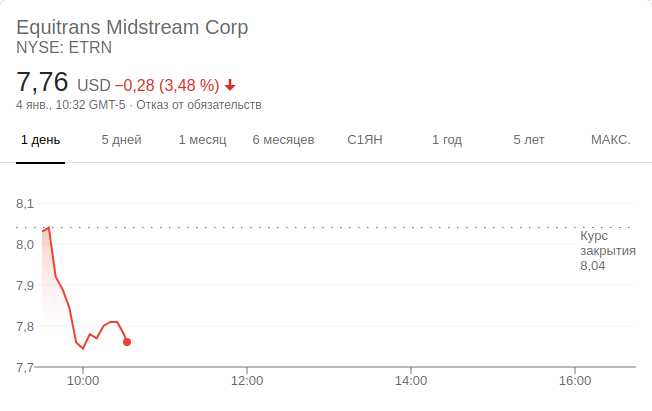 Equitrans Midstream Corp
NYSE: ETRN
7,76 USD −0,28 (3,48 %)
4 янв., 10:32 GMT-5 · Отказ от обязательств
1 день 5 дней 1 месяц 6 месяцев С1ЯН 1 год 5 лет МАКС.
8,1
8,0
7,9
7,8
7,7
Курс
закрытия
8,04
10:00 12:00 14:00 16:00